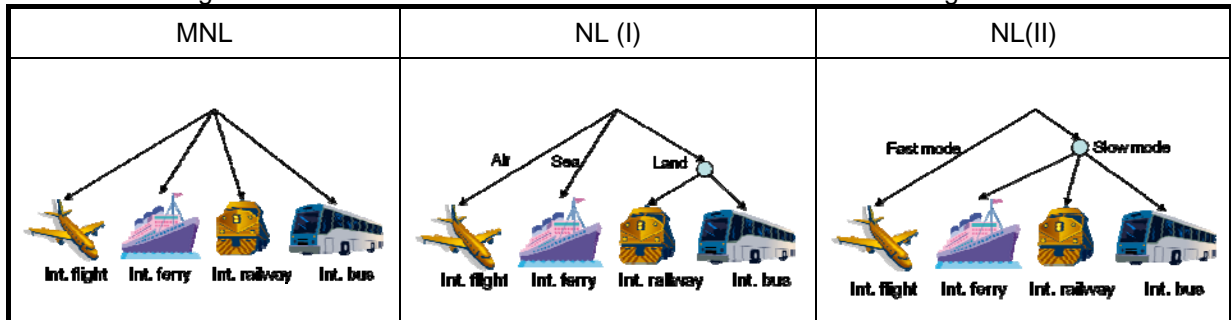 MNL
NL (I)
NL(II)
Air
Sea
Land
Fast mode
Slow mode
Int. flight
Int. ferry
Int. railway
Int. bus
Int. flight
Int. ferry
Int. railway
Int. bus
Int. flight
Int. ferry
Int. railway
Int. bus